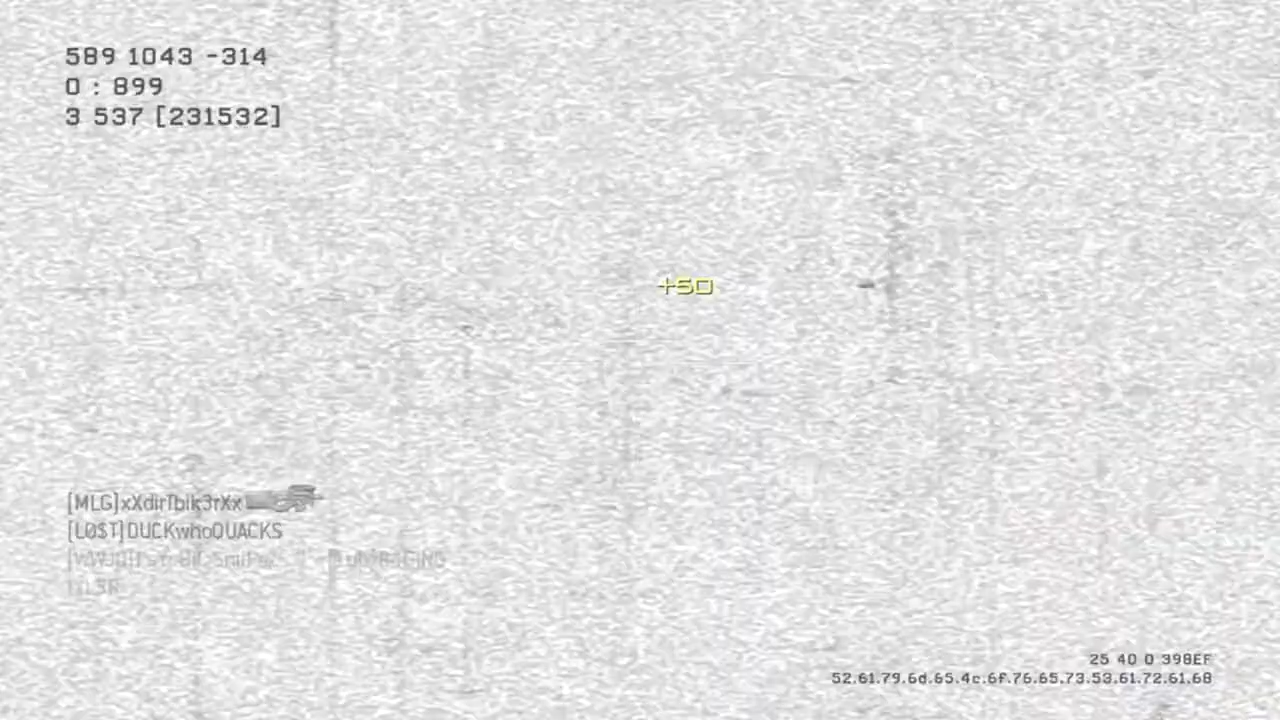 589 1043 -314
0 : 899
3 537 [231532]
+50
[MLG]xXdirTbik3rXx
[LOST]DUCKwhoQUACKS
25 40 0 398EF
52.61.79.6d.65.4c.6f.76.65.73.53.61.72.61.68